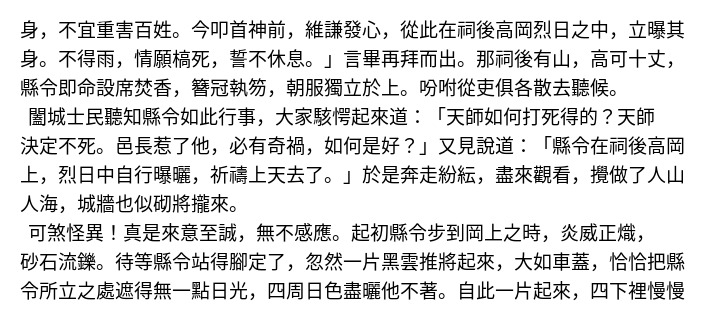 身，不宜重害百姓。今叩首神前，維謙發心，從此在祠後高岡烈日之中，立曝其
身。不得雨，情願槁死，誓不休息。」言畢再拜而出。那祠後有山，高可十丈，
縣令即命設席焚香，簪冠執笏，朝服獨立於上。吩咐從吏俱各散去聽候。
闔城士民聽知縣令如此行事，大家駭愕起來道：「天師如何打死得的？天師
決定不死。邑長惹了他，必有奇禍，如何是好？」又見說道：「縣令在祠後高岡
上，烈日中自行曝曬，祈禱上天去了。」於是奔走紛紜，盡來觀看，攪做了人山
人海，城牆也似砌將攏來。
可煞怪異！真是來意至誠，無不感應。起初縣令步到岡上之時，炎威正熾，
砂石流鑠。待等縣令站得腳定了，忽然一片黑雲推將起來，大如車蓋，恰恰把縣
令所立之處遮得無一點日光，四周日色盡曬他不著。自此一片起來，四下裡慢慢